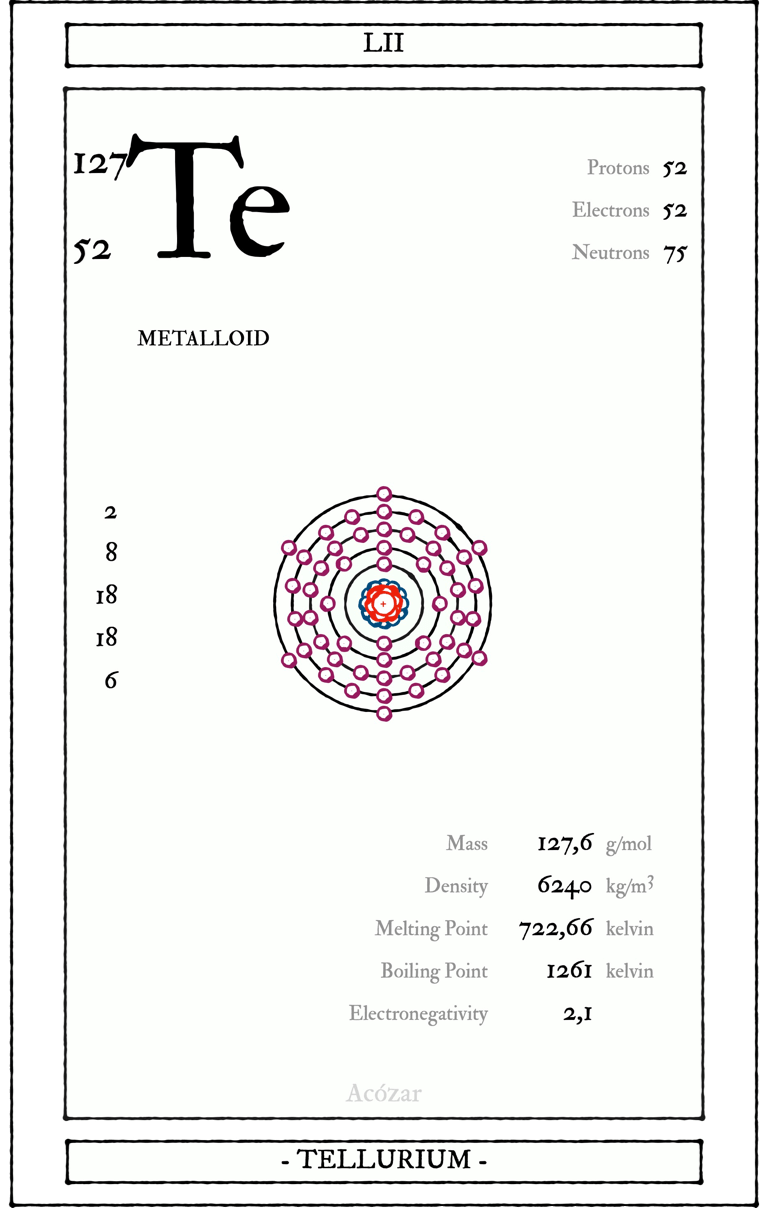 LII
127
Te
52
Protons 52
Electrons 52
Neutrons 75
METALLOID
2
8
18
18
6
+
Mass 127,6 g/mol
Density 6240 kg/m³
Melting Point 722,66 kelvin
Boiling Point 1261 kelvin
Electronegativity 2,1
Acózar
- TELLURIUM -